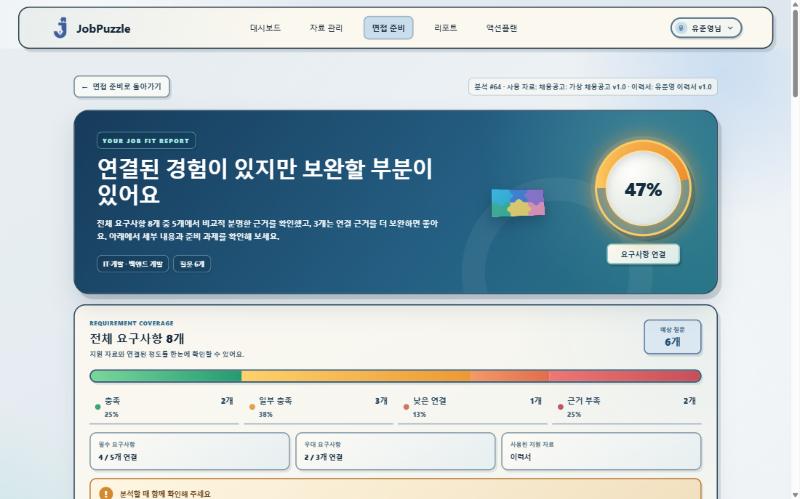 JobPuzzle
대시보드
자료 관리
면접 준비
리포트
액션플랜
유준영님
← 면접 준비로 돌아가기
분석 #64 · 사용 자료: 채용공고: 가상 채용공고 v1.0 · 이력서: 유준영 이력서 v1.0
YOUR JOB FIT REPORT
연결된 경험이 있지만 보완할 부분이
있어요
전체 요구사항 8개 중 5개에서 비교적 분명한 근거를 확인했고, 3개는 연결 근거를 더 보완하면 좋아
요. 아래에서 세부 내용과 준비 과제를 확인해 보세요.
IT·개발 · 백엔드 개발
질문 6개
47%
요구사항 연결
REQUIREMENT COVERAGE
전체 요구사항 8개
지원 자료와 연결된 정도를 한눈에 확인할 수 있어요.
예상 질문
6개
충족 2개
25%
일부 충족 3개
38%
낮은 연결 1개
13%
근거 부족 2개
25%
필수 요구사항
4 / 5개 연결
우대 요구사항
2 / 3개 연결
사용된 지원 자료
이력서
분석할 때 함께 확인해 주세요